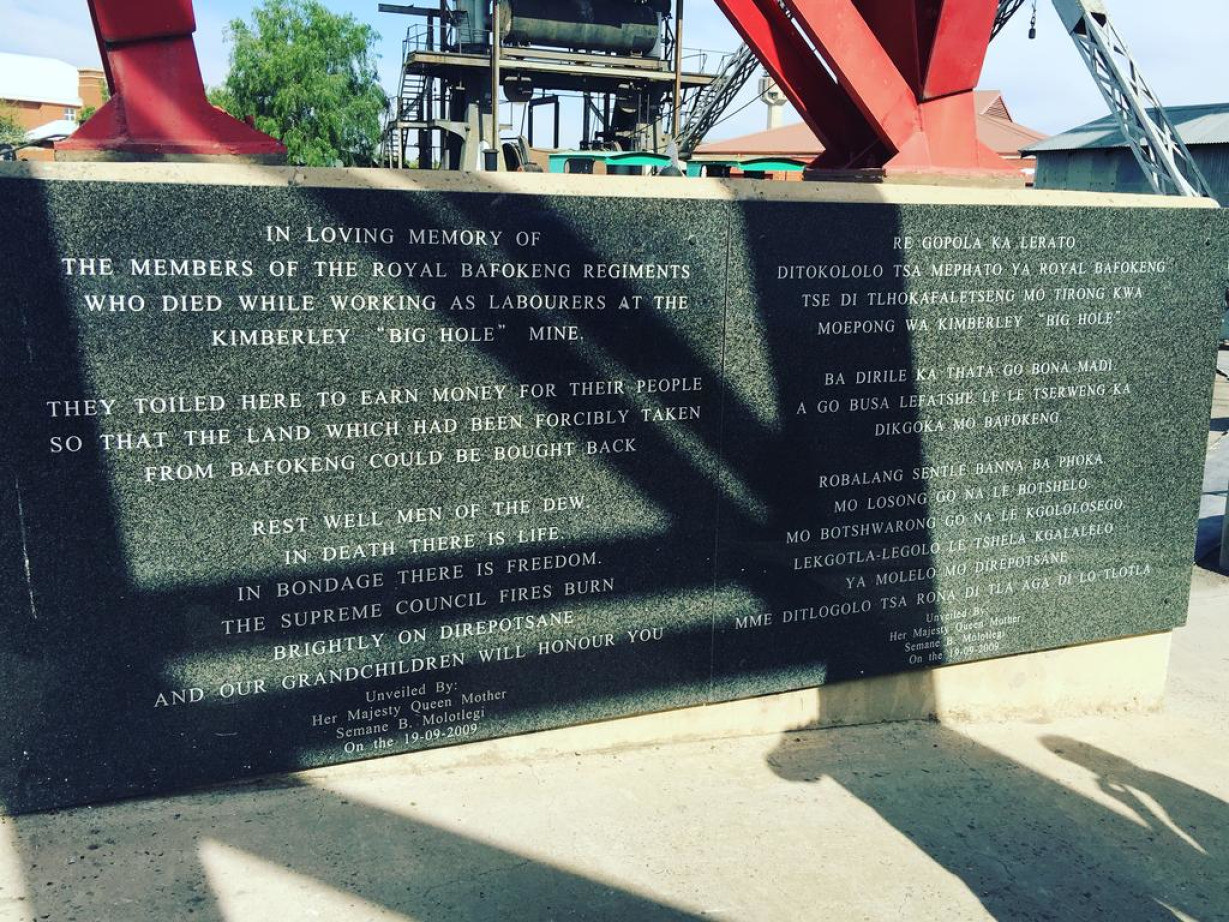 IN LOVING MEMORY OF
THE MEMBERS OF THE ROYAL BAFOKENG REGIMENTS
WHO DIED WHILE WORKING AS LABOURERS AT THE
KIMBERLEY "BIG HOLE" MINE.
THEY TOILED HERE TO EARN MONEY FOR THEIR PEOPLE
SO THAT THE LAND WHICH HAD BEEN FORCIBLY TAKEN
FROM BAFOKENG COULD BE BOUGHT BACK
REST WELL MEN OF THE DEW.
IN DEATH THERE IS LIFE.
IN BONDAGE THERE IS FREEDOM.
THE SUPREME COUNCIL FIRES BURN
BRIGHTLY ON DIREPOTSANE
AND OUR GRANDCHILDREN WILL HONOUR YOU
Unveiled By:
Her Majesty Queen Mother
Semane B. Molotlegi
On the 19-09-2009
RE GOPOLA KA LERATO
DITOKOLOLO TSA MEPHATO YA ROYAL BAFOKENG
TSE DI TLHOKAFALETSENG MO TIRONG KWA
MOEPONG WA KIMBERLEY "BIG HOLE"
BA DIRILE KA THATA GO BONA MADI
A GO BUSA LEFATSHE LE LE TSERWENG KA
DIKGOKA MO BAFOKENG
ROBALANG SENTLE BANNA BA PHOKA
MO LOSONG GO NA LE BOTSHELO.
MO BOTSHWARONG GO NA LE KGOLOLOSEGO.
LEKGOTLA-LEGOLO LE TSHELA KGALALELO
YA MOLELO MO DIREPOTSANE
MME DITLOGOLO TSA RONA DI TLA AGA DI LO TLOTLA
Unveiled By:
Her Majesty Queen Mother
Semane B. Molotlegi
On the 19-09-2009